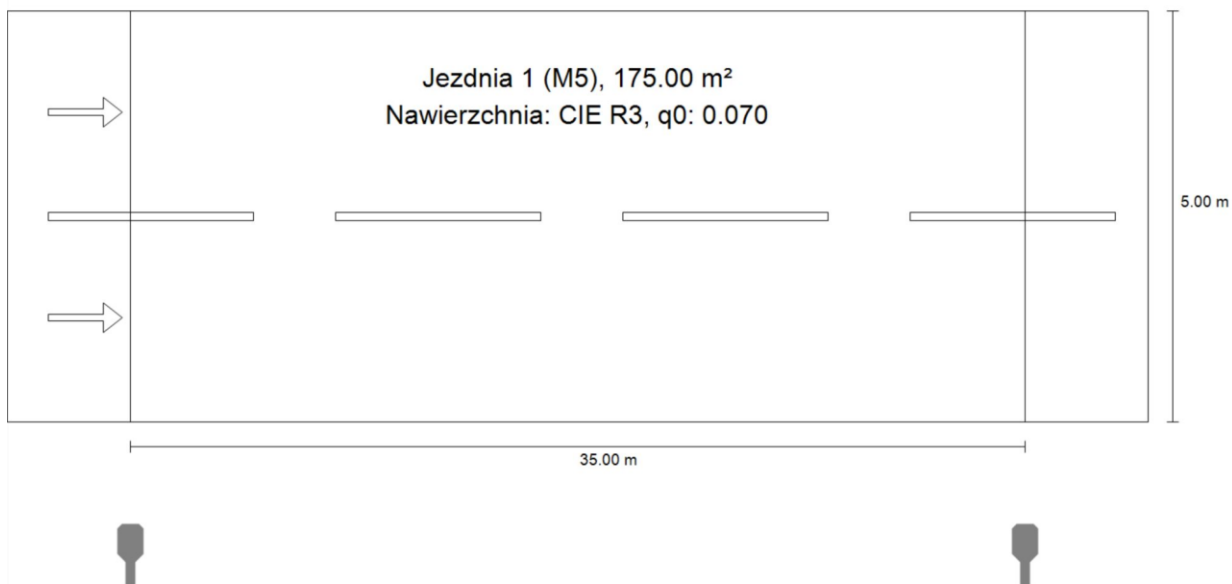 Jezdnia 1 (M5), 175.00 m²
Nawierzchnia: CIE R3, q0: 0.070
5.00 m
35.00 m